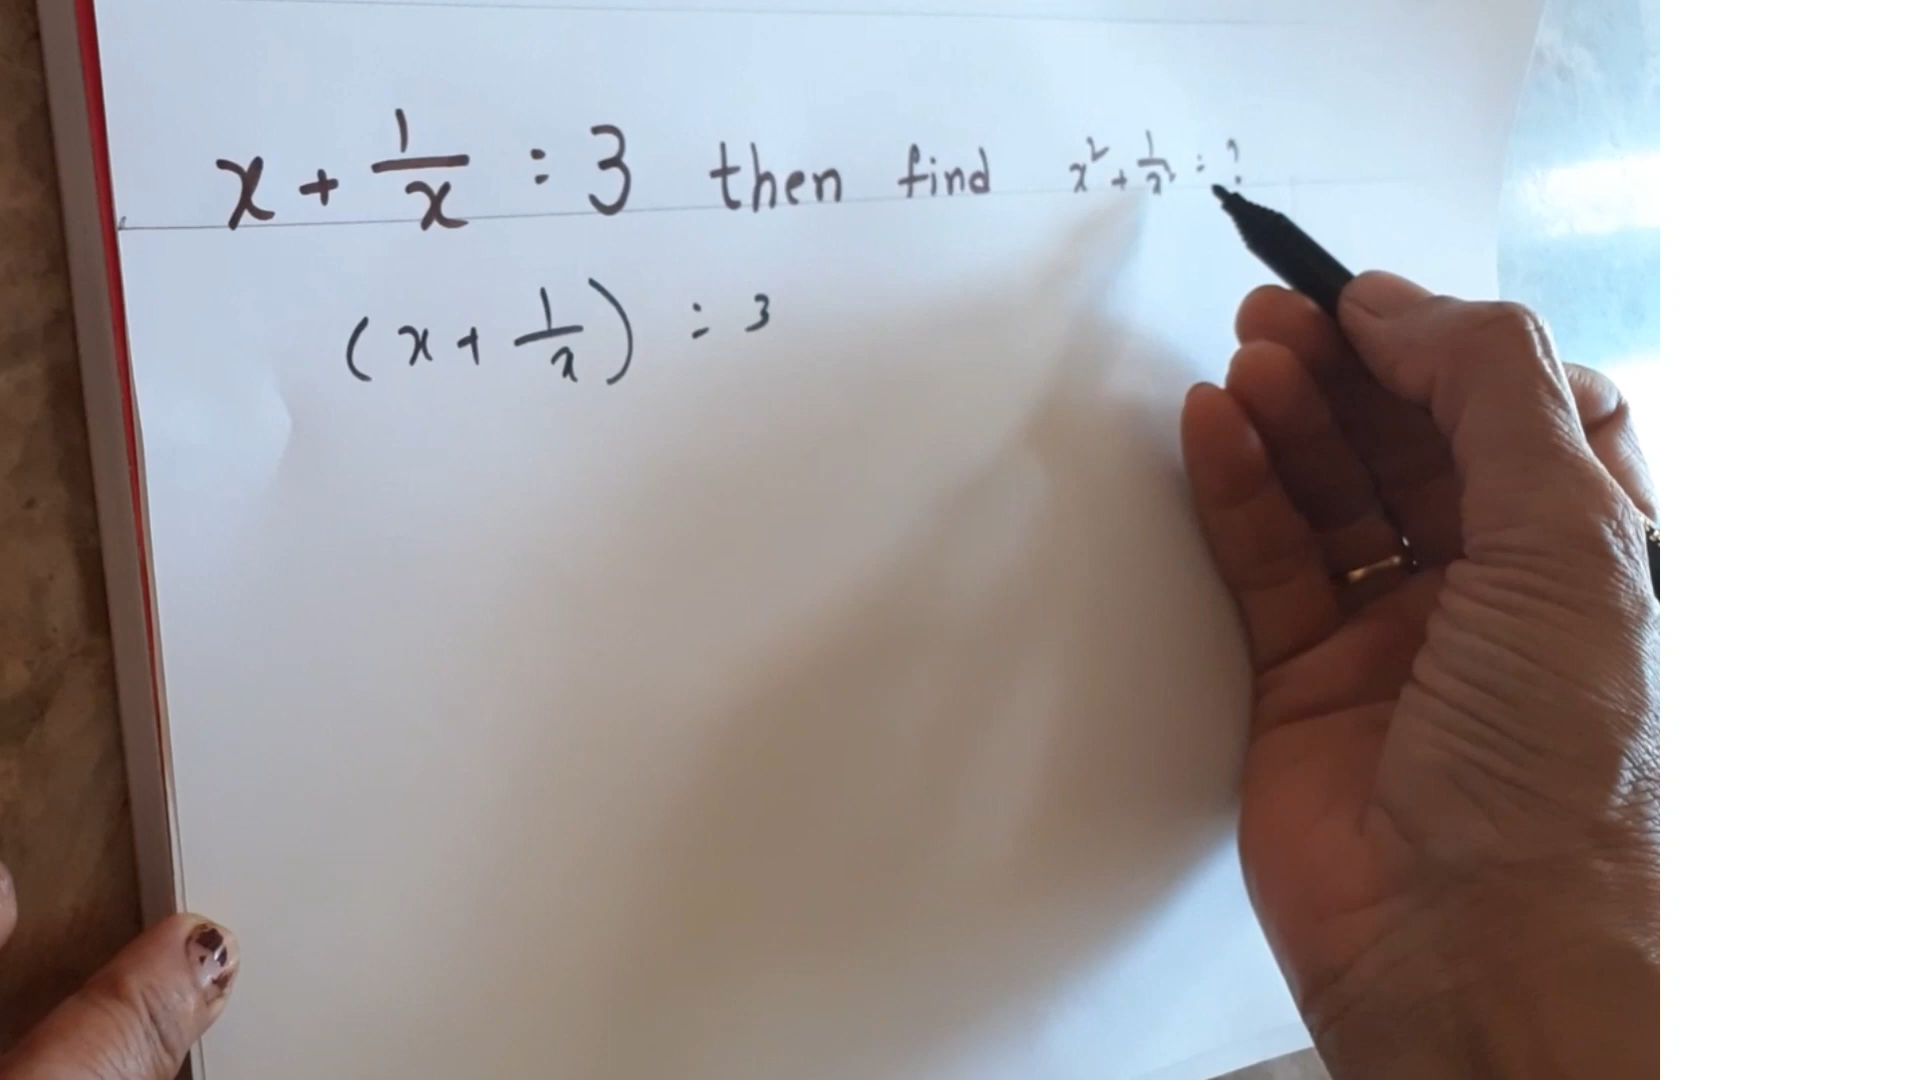 x + 1/x = 3 then find x² + 1/x² = ?
(x + 1/x) = 3